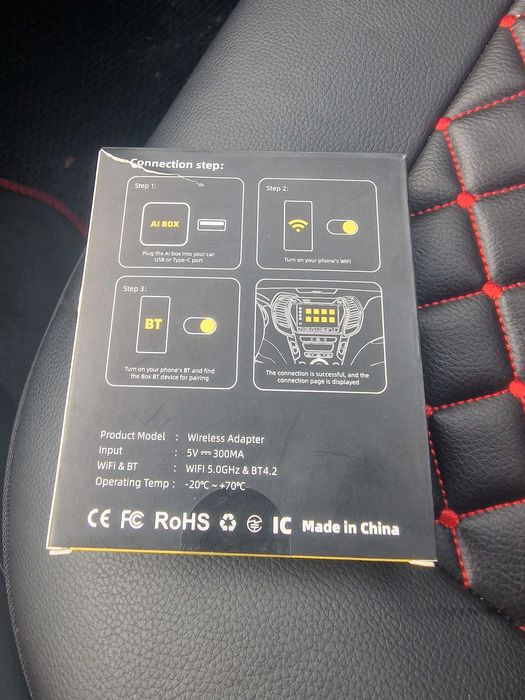 Connection step:
Step 1:
AI BOX
Plug the AI box into your car
USB or Type-C port
Step 2:
Turn on your phone's WiFi
Step 3:
BT
Turn on your phone's BT and find
the Box BT device for pairing
The connection is successful, and the
connection page is displayed
Product Model : Wireless Adapter
Input : 5V ⎓ 300MA
WiFi & BT : WIFI 5.0GHz & BT4.2
Operating Temp : -20℃ ~ +70℃
CE FC RoHS IC Made in China